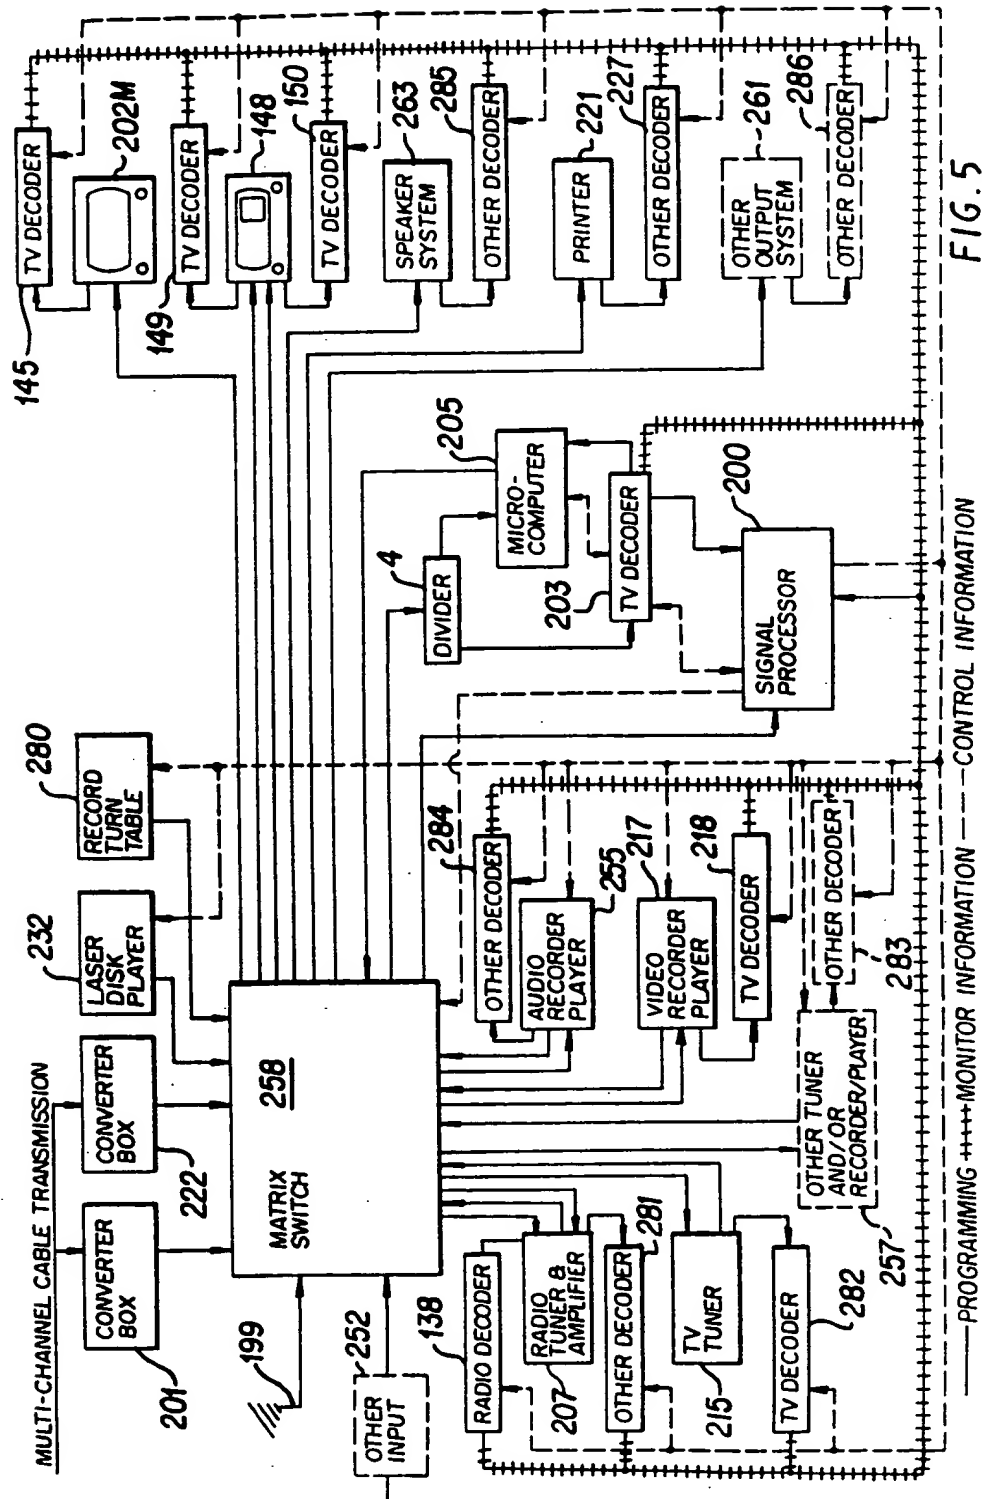 MULTI-CHANNEL CABLE TRANSMISSION
CONVERTER
BOX
201
CONVERTER
BOX
222
LASER
DISK
PLAYER
232
RECORD
TURN
TABLE
280
199
OTHER
INPUT
252
MATRIX
SWITCH
258
TV DECODER
145
202M
TV DECODER
149
148
TV DECODER
150
SPEAKER
SYSTEM
263
OTHER DECODER
285
PRINTER
221
OTHER DECODER
227
OTHER
OUTPUT
SYSTEM
261
OTHER DECODER
286
DIVIDER
4
MICRO-
COMPUTER
205
TV DECODER
203
SIGNAL
PROCESSOR
200
RADIO DECODER
138
RADIO
TUNER &
AMPLIFIER
207
OTHER DECODER
281
TV
TUNER
215
TV DECODER
282
OTHER DECODER
284
AUDIO
RECORDER
PLAYER
255
VIDEO
RECORDER
PLAYER
217
TV DECODER
218
OTHER TUNER
AND/OR
RECORDER/PLAYER
257
OTHER DECODER
283
PROGRAMMING
MONITOR INFORMATION
CONTROL INFORMATION
FIG. 5